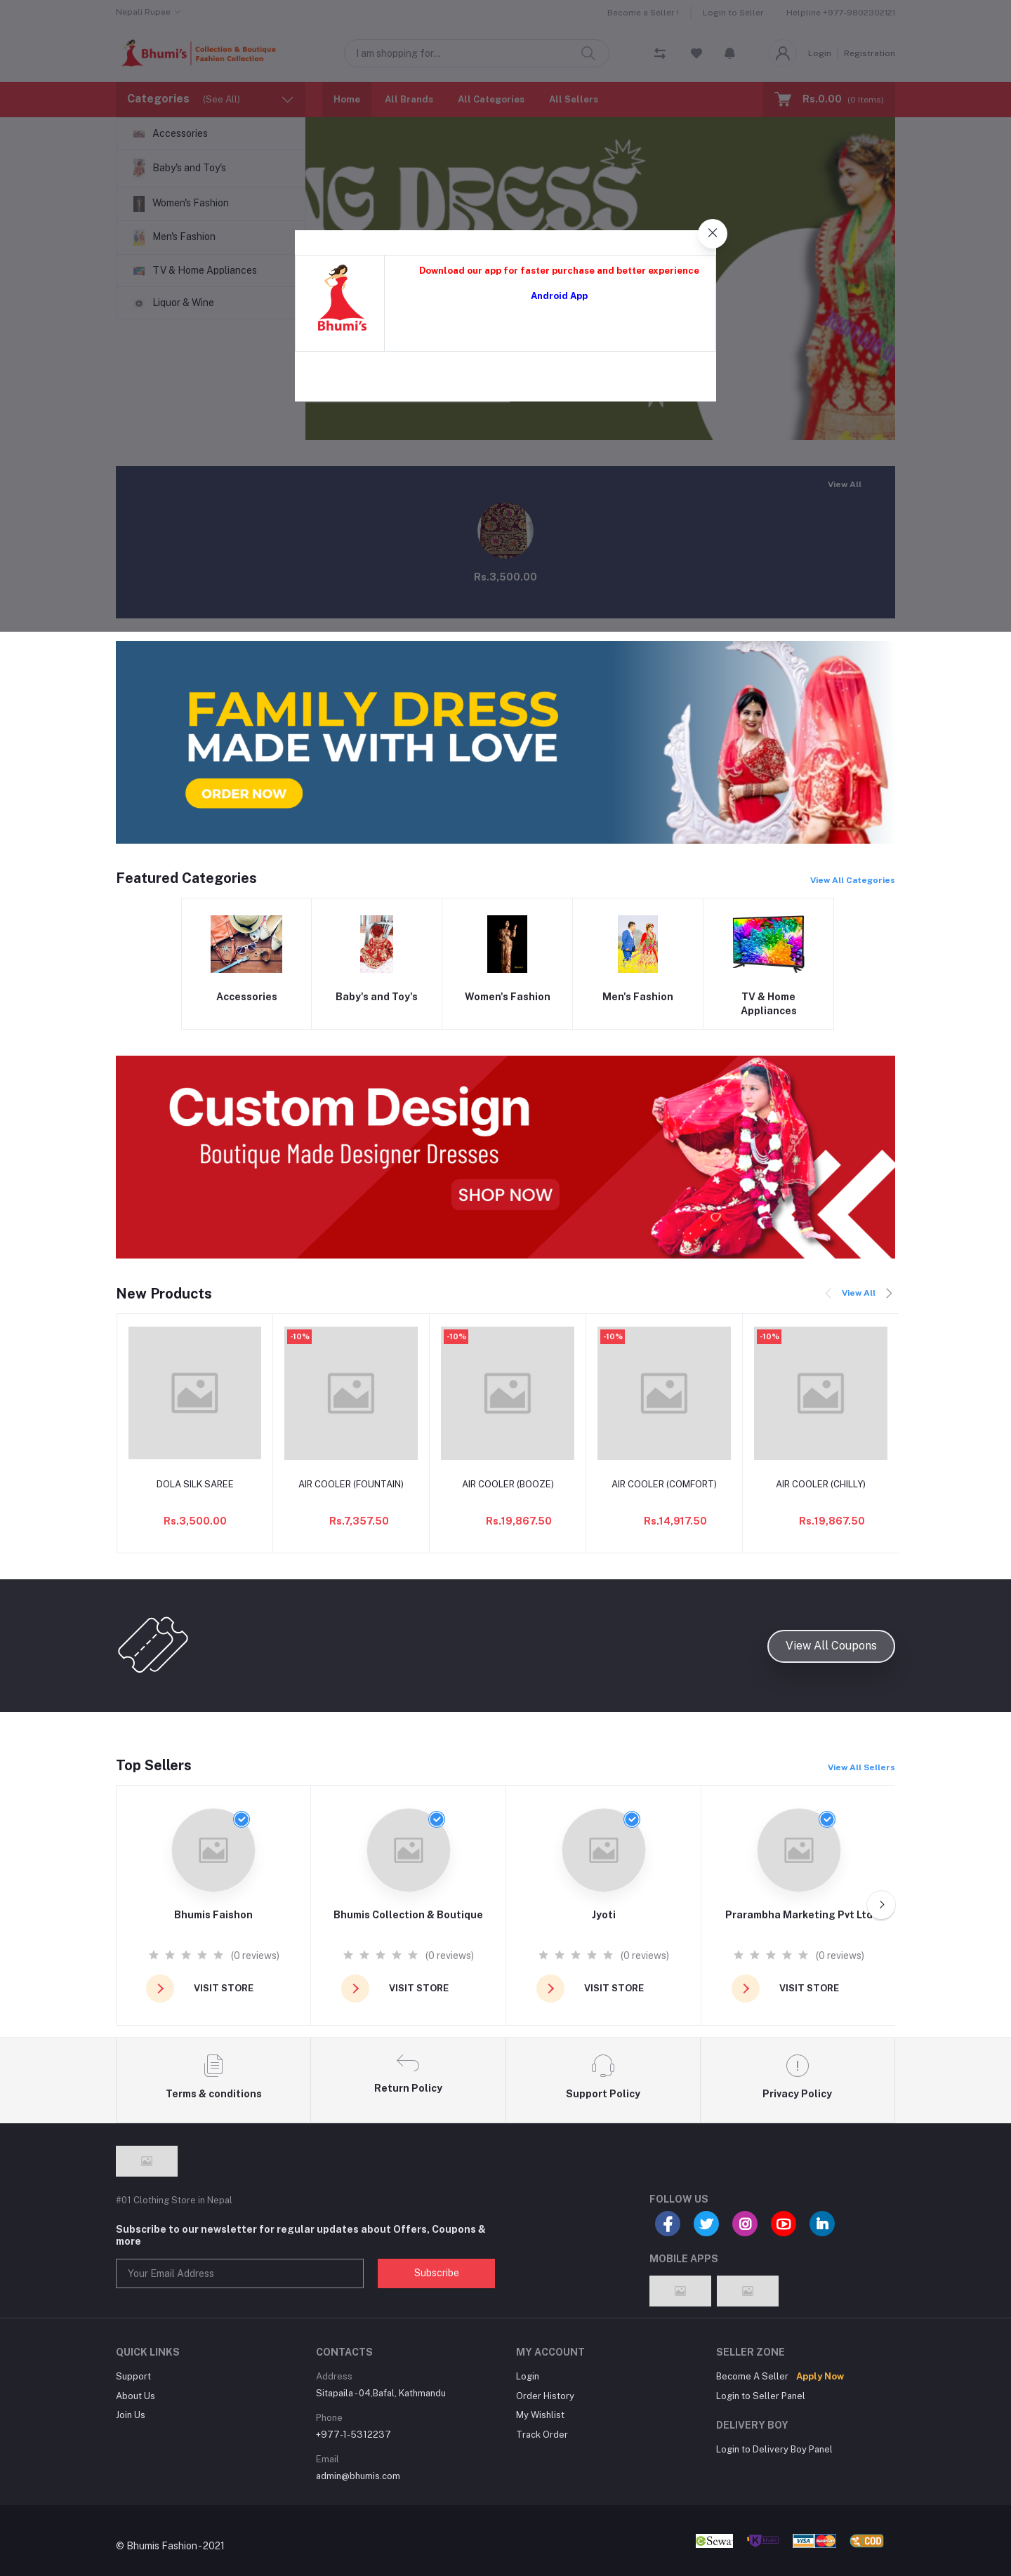 Nepali Rupee
Become a Seller !
Login to Seller
Helpline +977-9802302121
Bhumi's
Collection & Boutique
Fashion Collection
I am shopping for...
Login
Registration
Categories
(See All)
Home
All Brands
All Categories
All Sellers
Rs.0.00
(0 Items)
Accessories
Baby's and Toy's
Women's Fashion
Men's Fashion
TV & Home Appliances
Liquor & Wine
NG DRESS
Bhumi's
Download our app for faster purchase and better experience
Android App
View All
Rs.3,500.00
FAMILY DRESS
MADE WITH LOVE
ORDER NOW
Featured Categories
View All Categories
Accessories
Baby's and Toy's
Women's Fashion
Men's Fashion
TV & Home
Appliances
Custom Design
Boutique Made Designer Dresses
SHOP NOW
New Products
View All
-10%
-10%
-10%
-10%
DOLA SILK SAREE
AIR COOLER (FOUNTAIN)
AIR COOLER (BOOZE)
AIR COOLER (COMFORT)
AIR COOLER (CHILLY)
Rs.3,500.00
Rs.7,357.50
Rs.19,867.50
Rs.14,917.50
Rs.19,867.50
View All Coupons
Top Sellers
View All Sellers
Bhumis Faishon
Bhumis Collection & Boutique
Jyoti
Prarambha Marketing Pvt Ltd
(0 reviews)
(0 reviews)
(0 reviews)
(0 reviews)
VISIT STORE
VISIT STORE
VISIT STORE
VISIT STORE
Terms & conditions
Return Policy
Support Policy
Privacy Policy
#01 Clothing Store in Nepal
Subscribe to our newsletter for regular updates about Offers, Coupons &
more
Your Email Address
Subscribe
FOLLOW US
MOBILE APPS
QUICK LINKS
Support
About Us
Join Us
CONTACTS
Address
Sitapaila -04,Bafal, Kathmandu
Phone
+977-1-5312237
Email
admin@bhumis.com
MY ACCOUNT
Login
Order History
My Wishlist
Track Order
SELLER ZONE
Become A Seller
Apply Now
Login to Seller Panel
DELIVERY BOY
Login to Delivery Boy Panel
© Bhumis Fashion - 2021
eSewa
VISA
MasterCard
COD